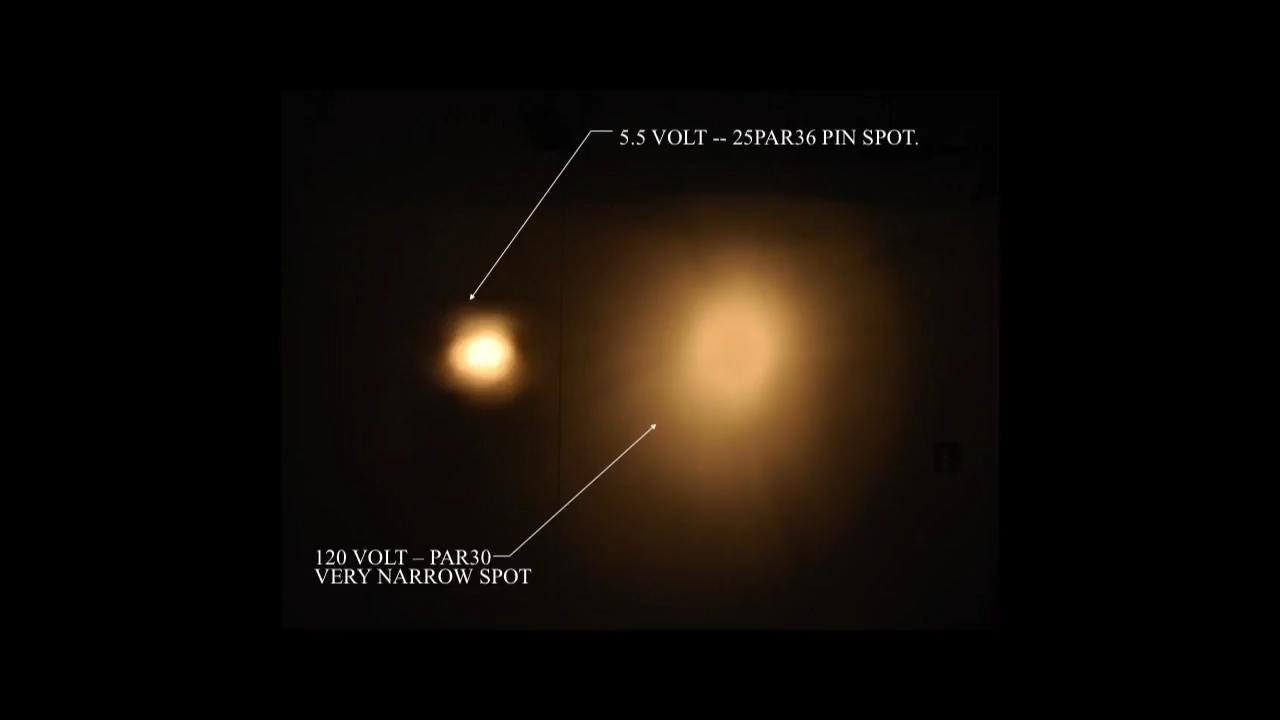 5.5 VOLT -- 25PAR36 PIN SPOT.
120 VOLT – PAR30
VERY NARROW SPOT